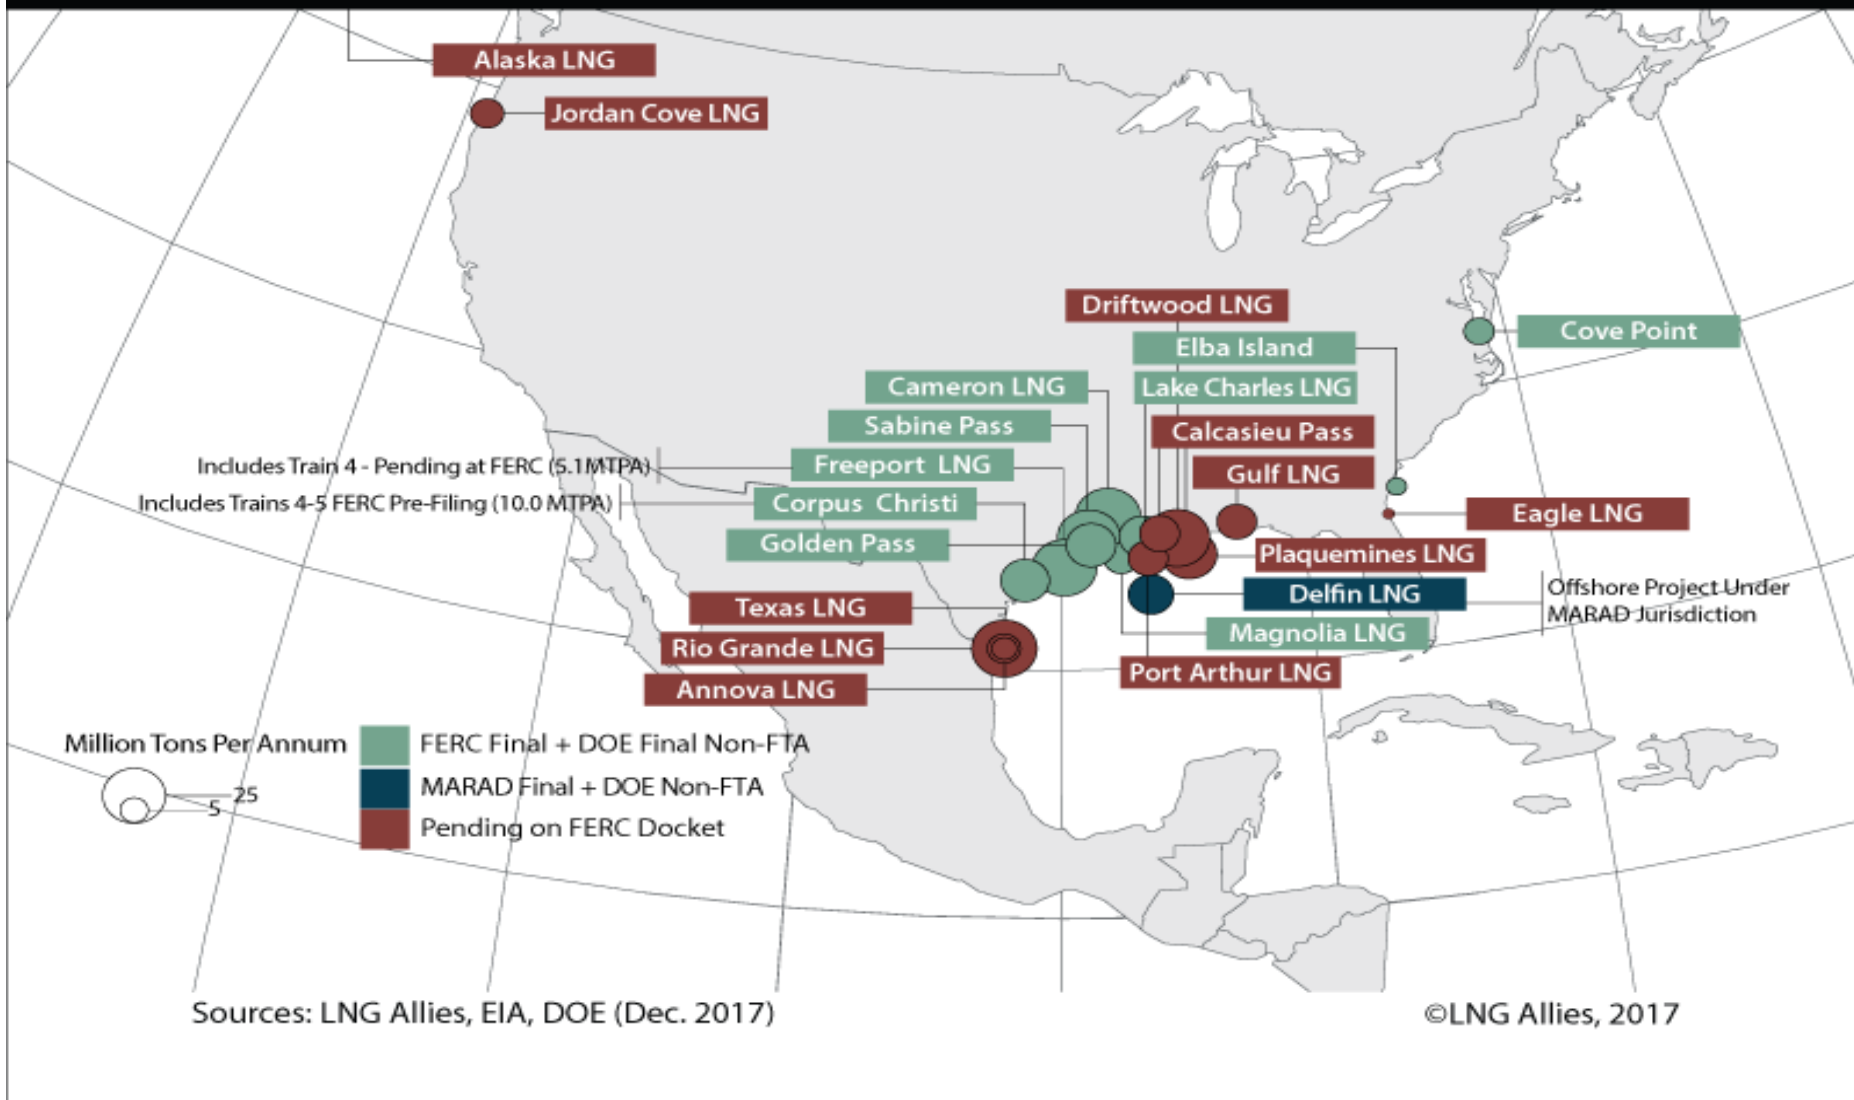 Alaska LNG
Jordan Cove LNG
Driftwood LNG
Elba Island
Cove Point
Cameron LNG
Lake Charles LNG
Sabine Pass
Calcasieu Pass
Includes Train 4 - Pending at FERC (5.1MTPA)
Freeport LNG
Gulf LNG
Includes Trains 4-5 FERC Pre-Filing (10.0 MTPA)
Corpus Christi
Eagle LNG
Golden Pass
Plaquemines LNG
Delfin LNG
Offshore Project Under
MARAD Jurisdiction
Texas LNG
Magnolia LNG
Rio Grande LNG
Port Arthur LNG
Annova LNG
Million Tons Per Annum
25
5
FERC Final + DOE Final Non-FTA
MARAD Final + DOE Non-FTA
Pending on FERC Docket
Sources: LNG Allies, EIA, DOE (Dec. 2017)
©LNG Allies, 2017